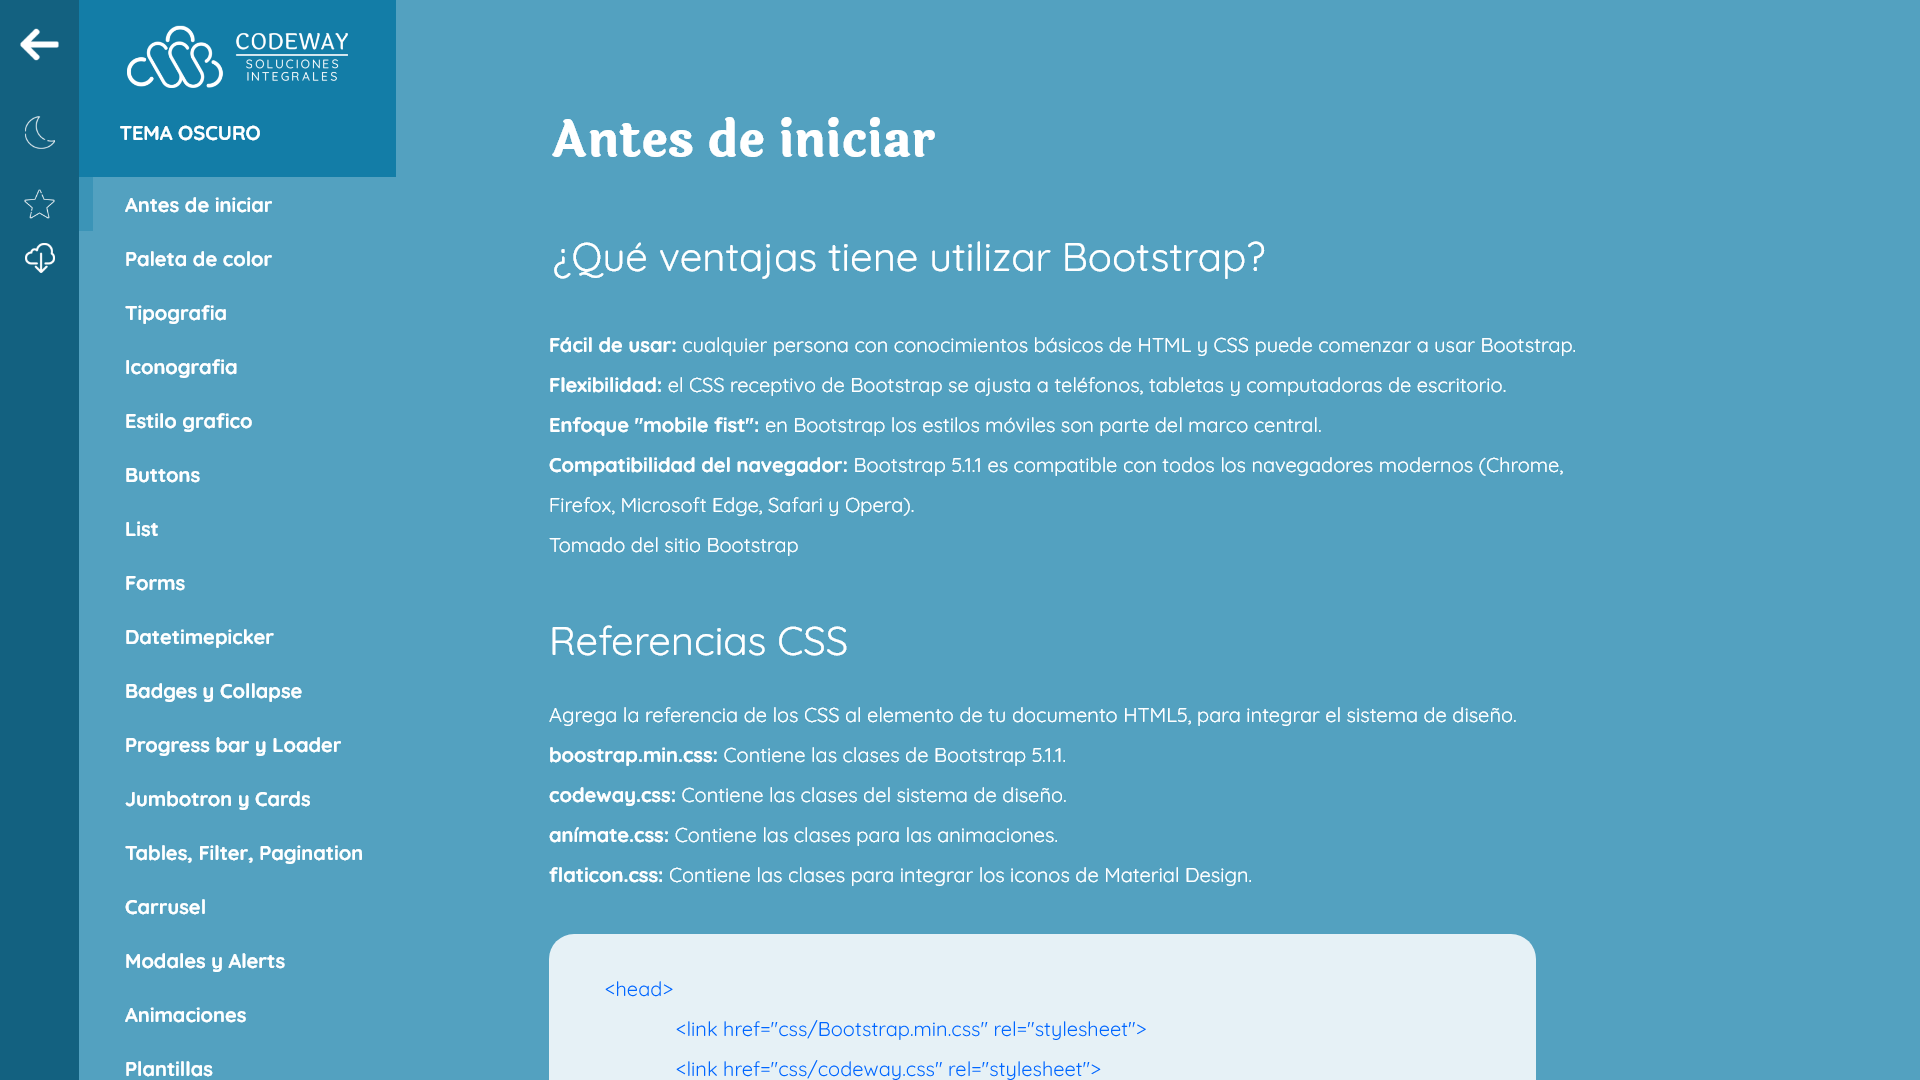 CODEWAY
SOLUCIONES
INTEGRALES
TEMA OSCURO
Antes de iniciar
Paleta de color
Tipografia
Iconografia
Estilo grafico
Buttons
List
Forms
Datetimepicker
Badges y Collapse
Progress bar y Loader
Jumbotron y Cards
Tables, Filter, Pagination
Carrusel
Modales y Alerts
Animaciones
Plantillas
Antes de iniciar
¿Qué ventajas tiene utilizar Bootstrap?
Fácil de usar: cualquier persona con conocimientos básicos de HTML y CSS puede comenzar a usar Bootstrap.
Flexibilidad: el CSS receptivo de Bootstrap se ajusta a teléfonos, tabletas y computadoras de escritorio.
Enfoque "mobile fist": en Bootstrap los estilos móviles son parte del marco central.
Compatibilidad del navegador: Bootstrap 5.1.1 es compatible con todos los navegadores modernos (Chrome,
Firefox, Microsoft Edge, Safari y Opera).
Tomado del sitio Bootstrap
Referencias CSS
Agrega la referencia de los CSS al elemento de tu documento HTML5, para integrar el sistema de diseño.
boostrap.min.css: Contiene las clases de Bootstrap 5.1.1.
codeway.css: Contiene las clases del sistema de diseño.
anímate.css: Contiene las clases para las animaciones.
flaticon.css: Contiene las clases para integrar los iconos de Material Design.
<head>
<link href="css/Bootstrap.min.css" rel="stylesheet">
<link href="css/codeway.css" rel="stylesheet">